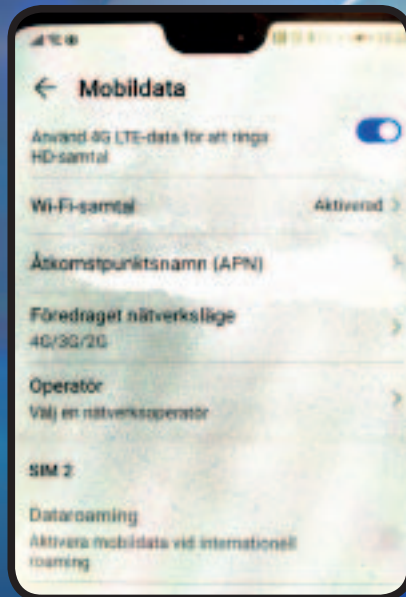 Mobildata
Använd 4G LTE-data för att ringa
HD-samtal
Wi-Fi-samtal
Aktiverad
Åtkomstpunktsnamn (APN)
Föredraget nätverksläge
4G/3G/2G
Operatör
Välj en nätverksoperatör
SIM 2
Dataroaming
Aktivera mobildata vid internationell
roaming